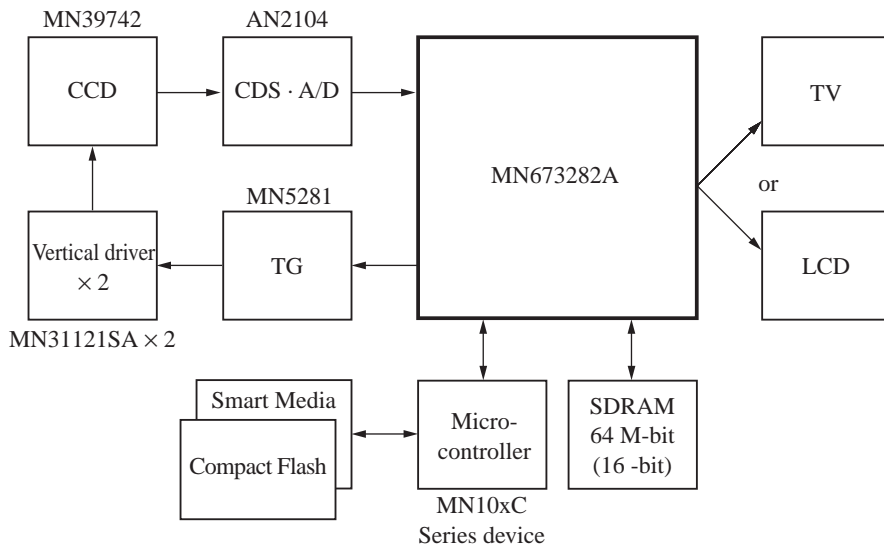 MN39742
AN2104
CCD
CDS · A/D
TV
MN673282A
or
MN5281
Vertical driver
× 2
TG
LCD
MN31121SA × 2
Smart Media
Compact Flash
Micro-
controller
SDRAM
64 M-bit
(16 -bit)
MN10xC
Series device